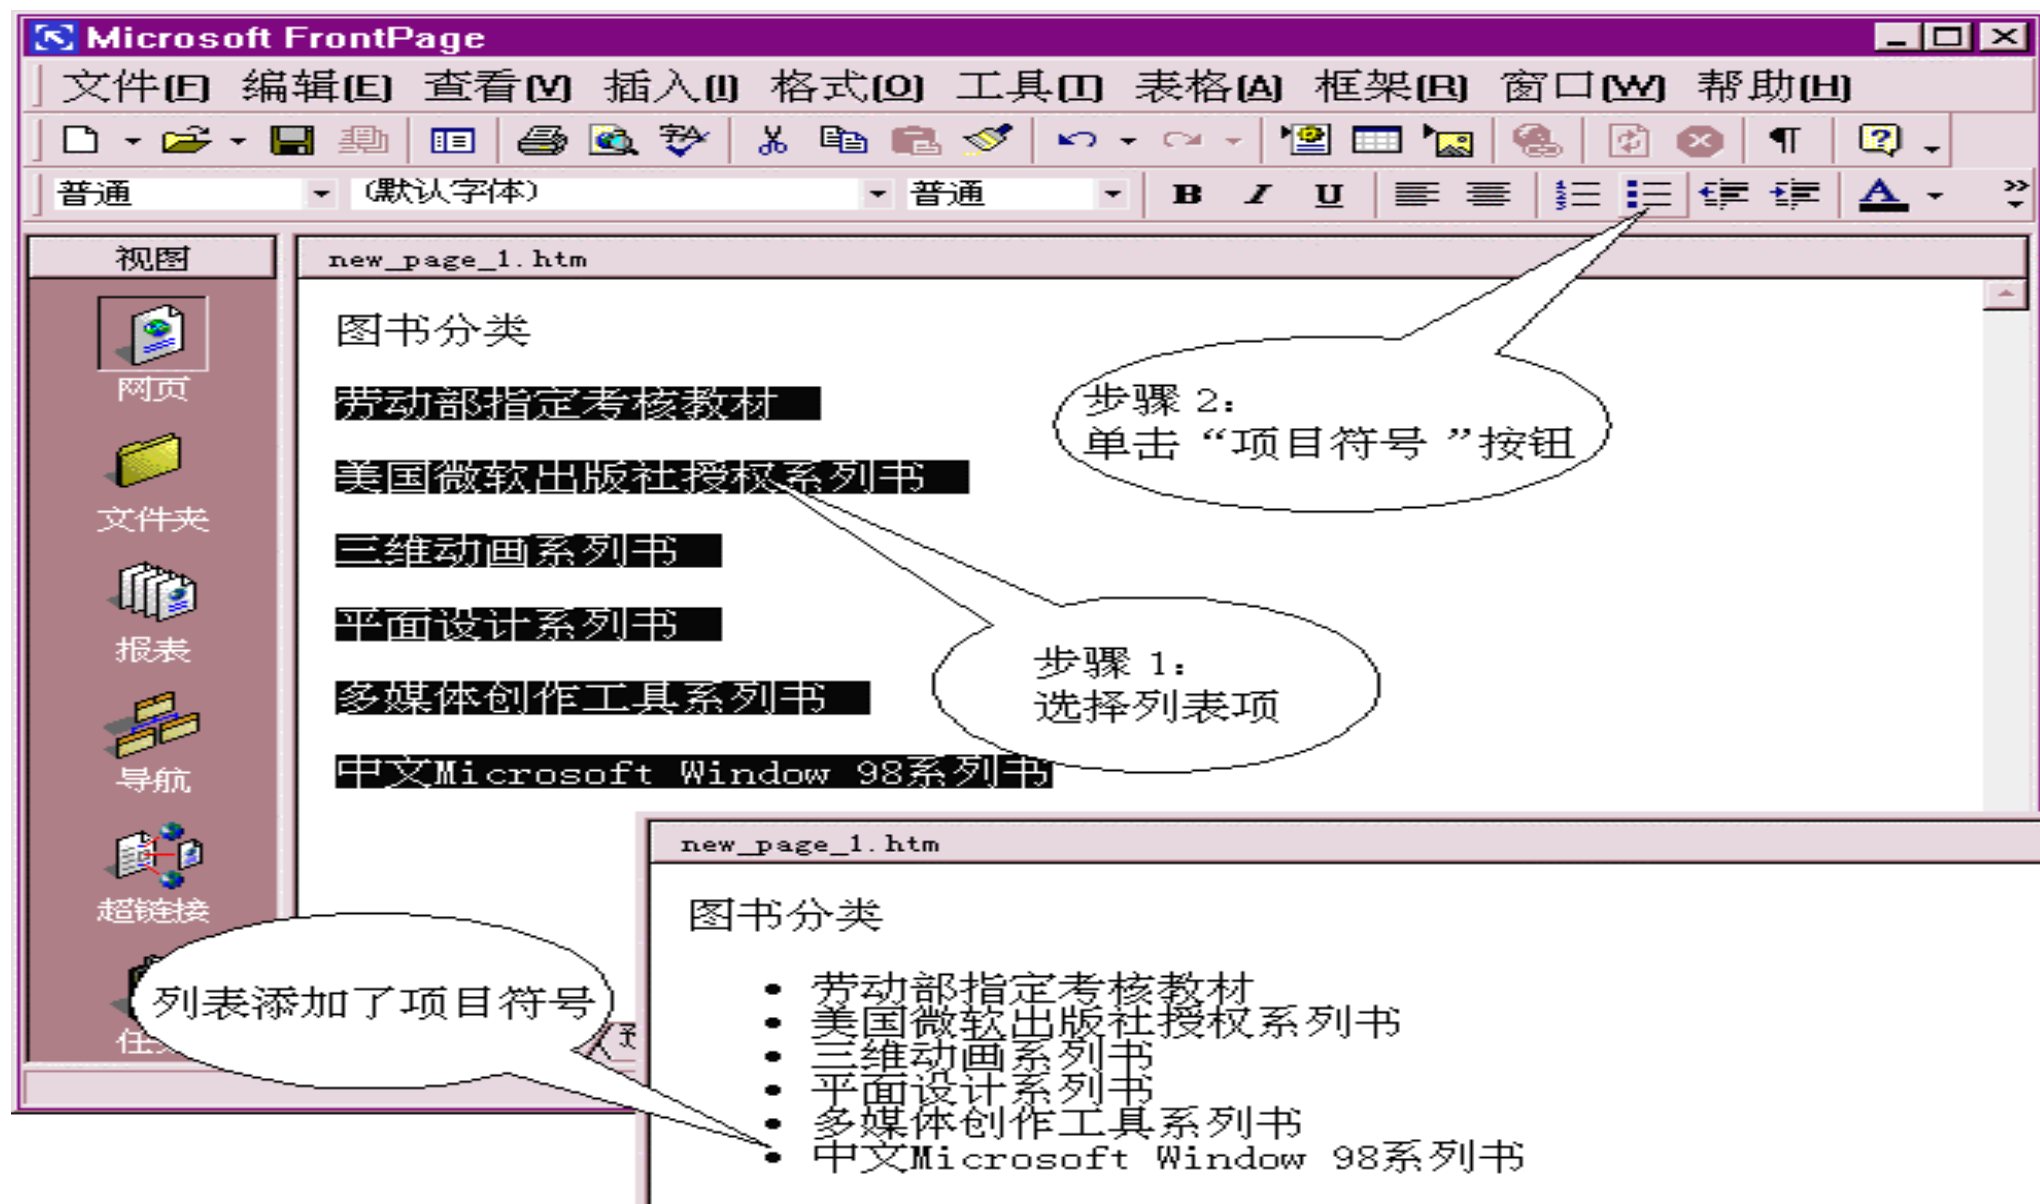 Microsoft FrontPage
文件(F) 编辑(E) 查看(V) 插入(I) 格式(O) 工具(T) 表格(A) 框架(R) 窗口(W) 帮助(H)
普通 (默认字体) 普通 B I U A
视图
new_page_1.htm
网页
文件夹
报表
导航
超链接
图书分类
劳动部指定考核教材
美国微软出版社授权系列书
三维动画系列书
平面设计系列书
多媒体创作工具系列书
中文Microsoft Window 98系列书
步骤 2：
单击“项目符号 ”按钮
步骤 1：
选择列表项
列表添加了项目符号
new_page_1.htm
图书分类
• 劳动部指定考核教材
• 美国微软出版社授权系列书
• 三维动画系列书
• 平面设计系列书
• 多媒体创作工具系列书
• 中文Microsoft Window 98系列书